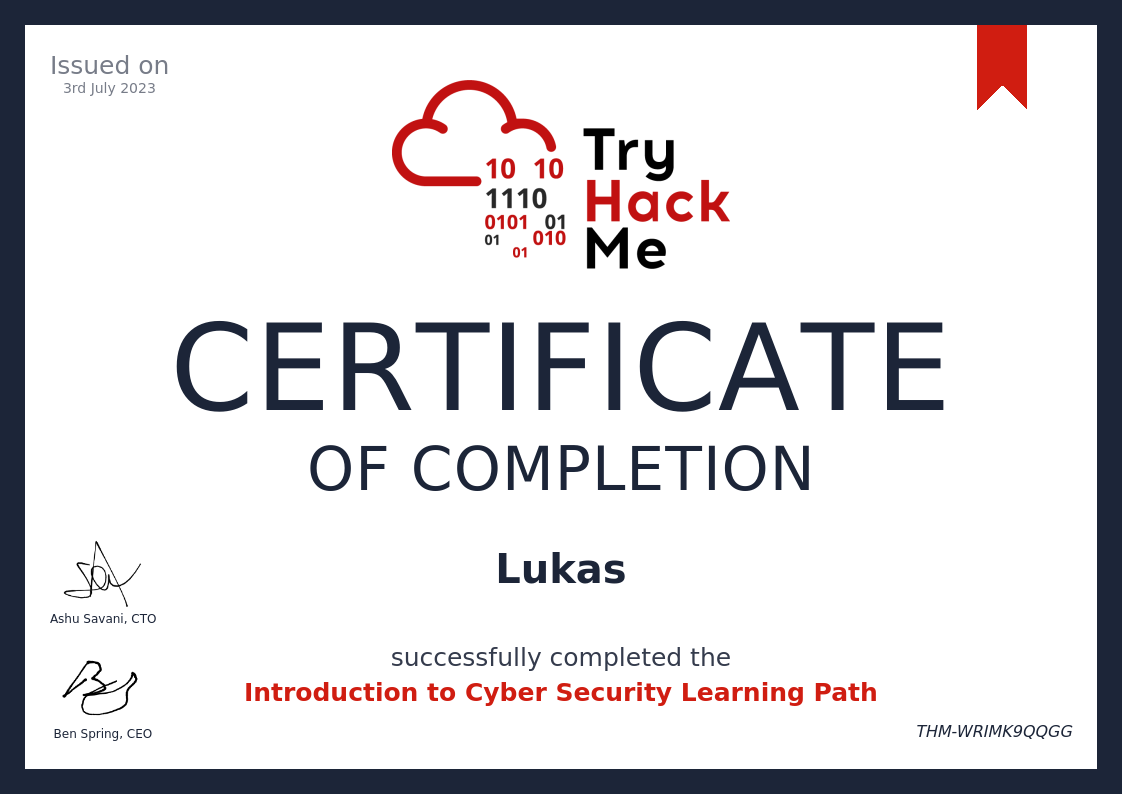 Issued on
3rd July 2023
Try
Hack
Me
10 10
1110
0101 01
01 010
01
CERTIFICATE
OF COMPLETION
Lukas
Ashu Savani, CTO
successfully completed the
Introduction to Cyber Security Learning Path
Ben Spring, CEO
THM-WRIMK9QQGG